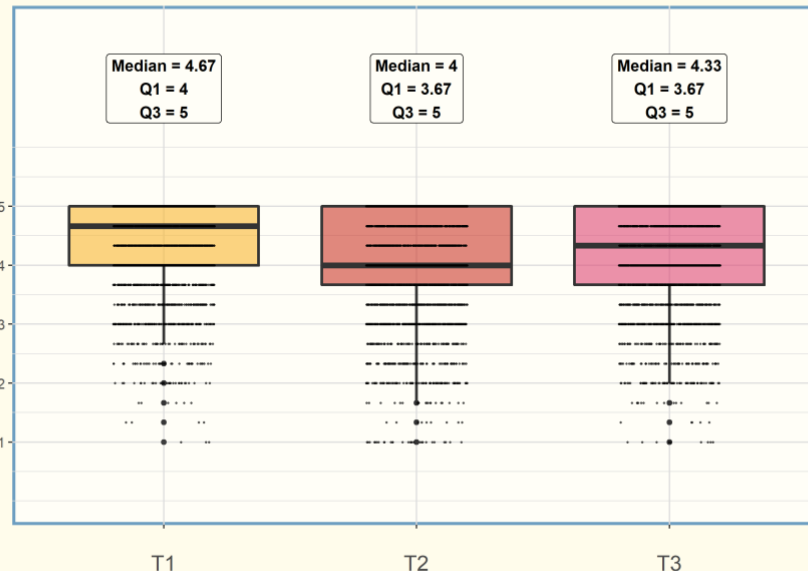 Median = 4.67
Q1 = 4
Q3 = 5
Median = 4
Q1 = 3.67
Q3 = 5
Median = 4.33
Q1 = 3.67
Q3 = 5
5
4
3
2
1
T1
T2
T3